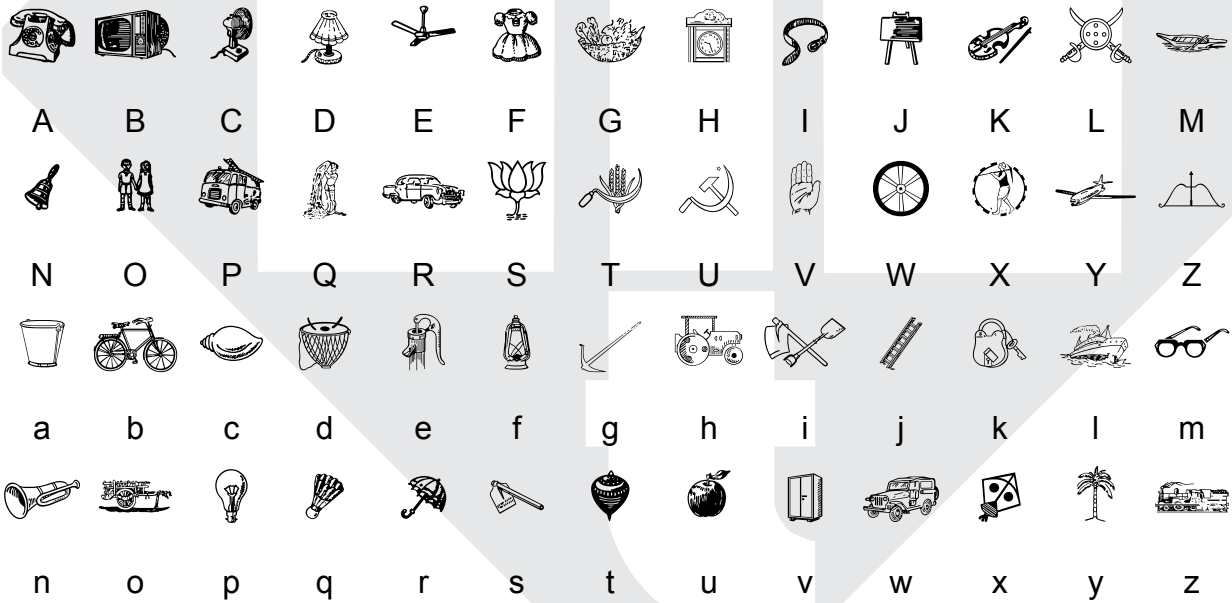 A B C D E F G H I J K L M
N O P Q R S T U V W X Y Z
a b c d e f g h i j k l m
n o p q r s t u v w x y z